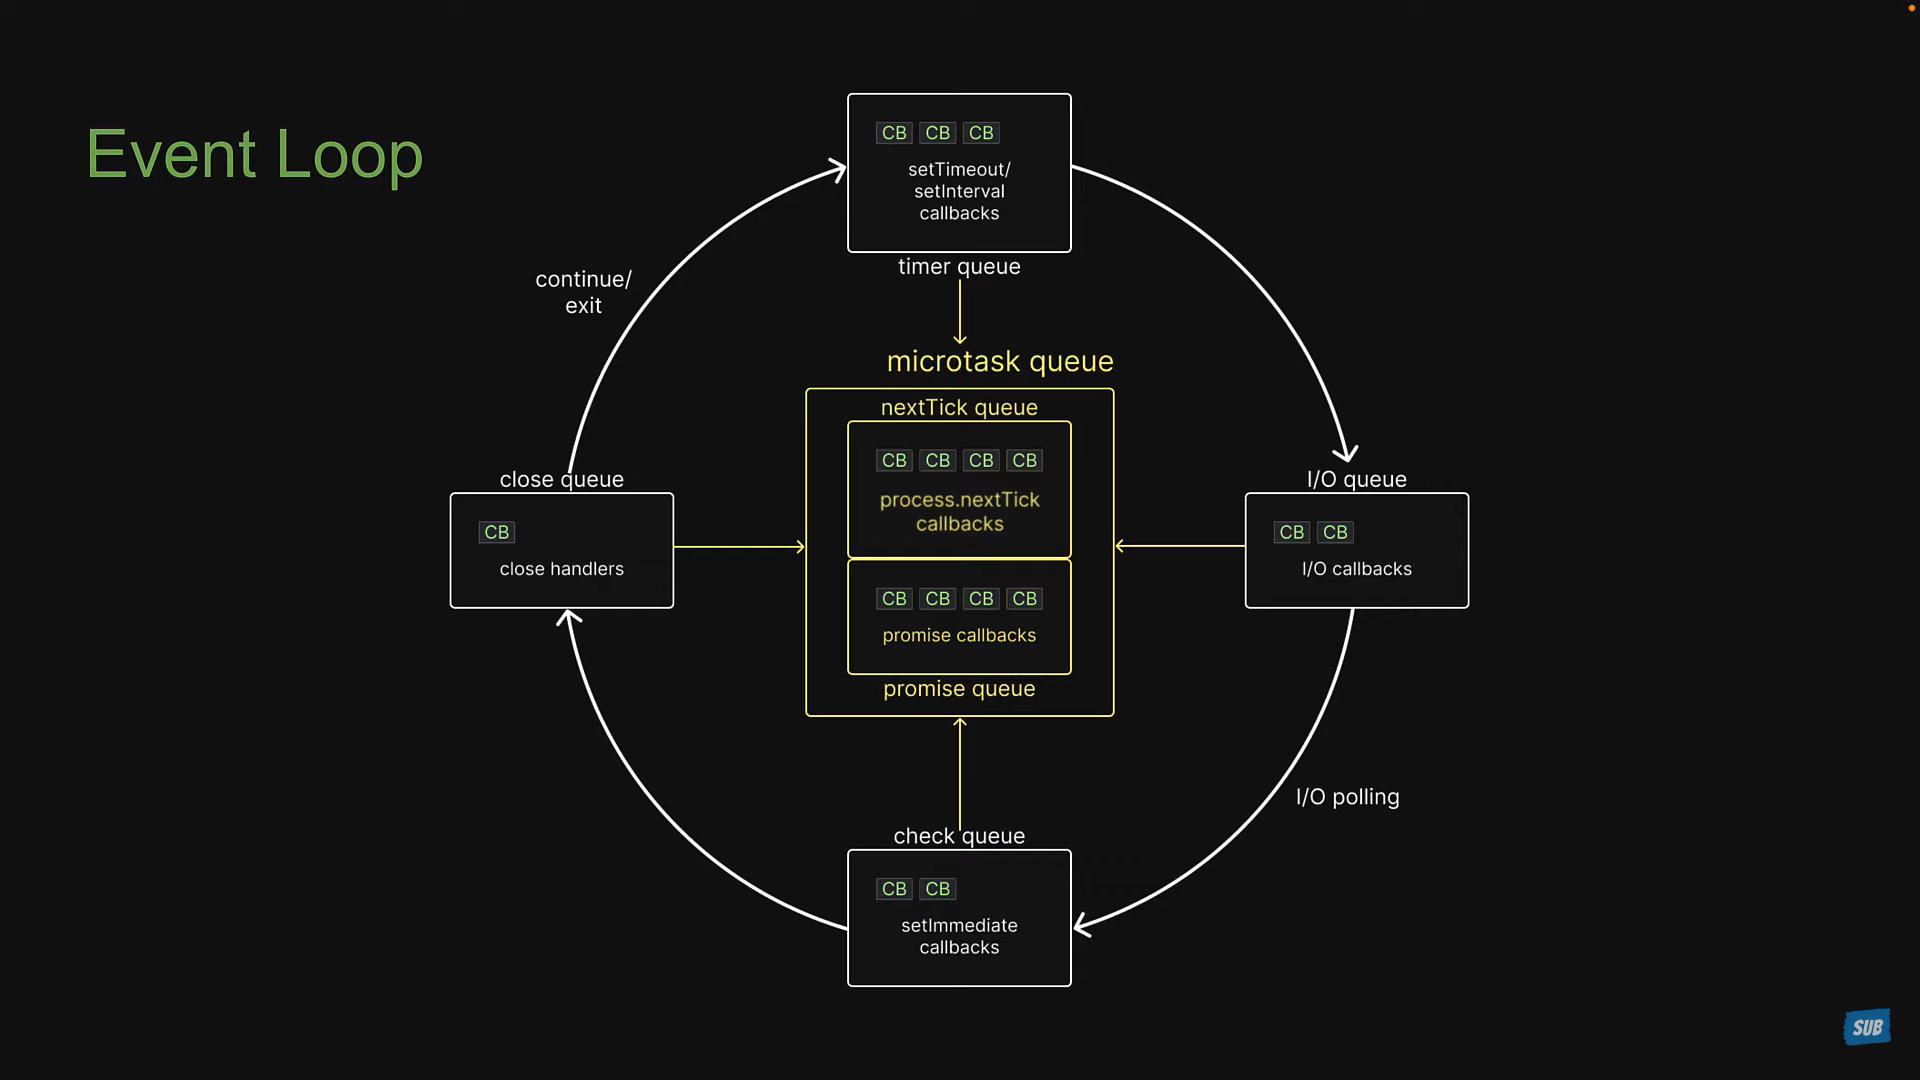 Event Loop
CB CB CB
setTimeout/
setInterval
callbacks
timer queue
continue/
exit
microtask queue
nextTick queue
CB CB CB CB
process.nextTick
callbacks
CB CB CB CB
promise callbacks
promise queue
close queue
CB
close handlers
I/O queue
CB CB
I/O callbacks
I/O polling
check queue
CB CB
setImmediate
callbacks
SUB